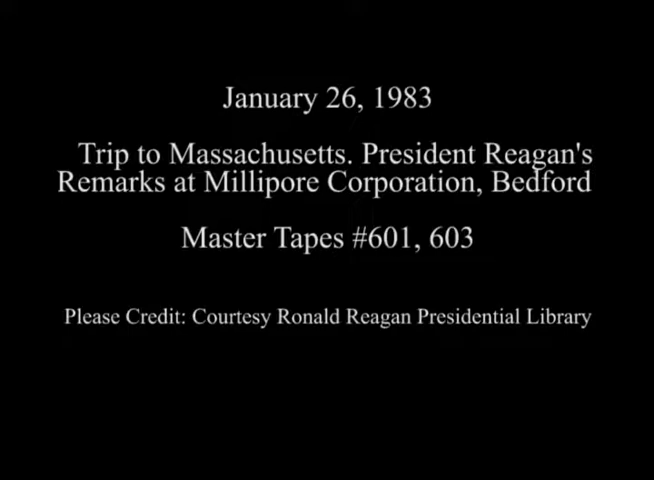 January 26, 1983
Trip to Massachusetts. President Reagan's
Remarks at Millipore Corporation, Bedford
Master Tapes #601, 603
Please Credit: Courtesy Ronald Reagan Presidential Library